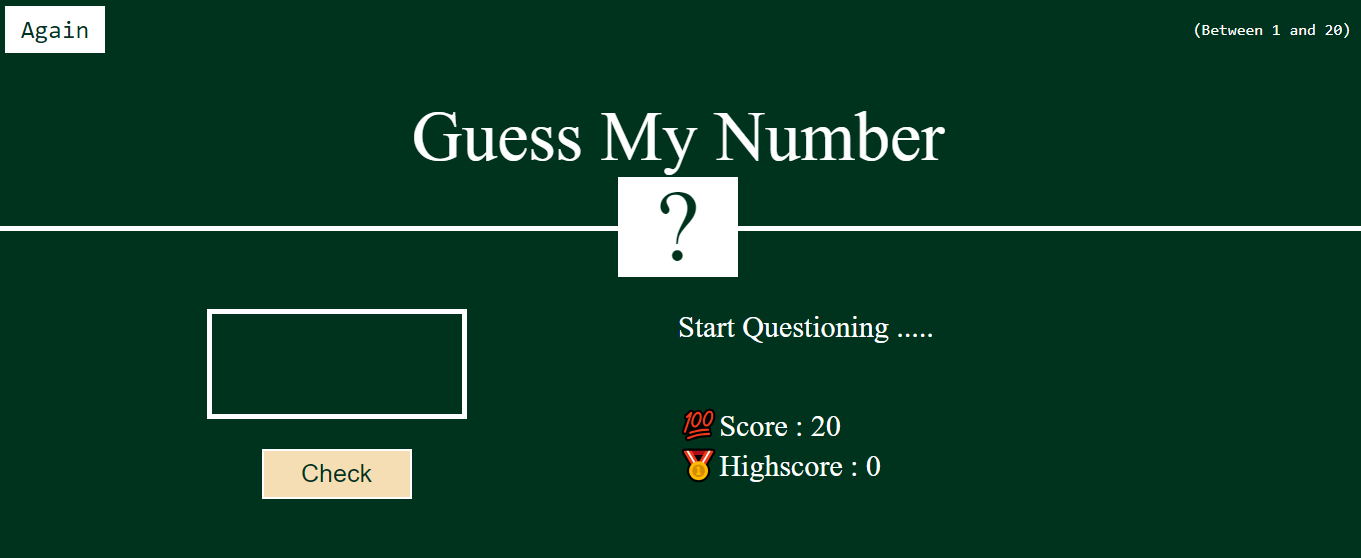 Again
(Between 1 and 20)
Guess My Number
?
Start Questioning .....
💯Score : 20
🥇Highscore : 0
Check